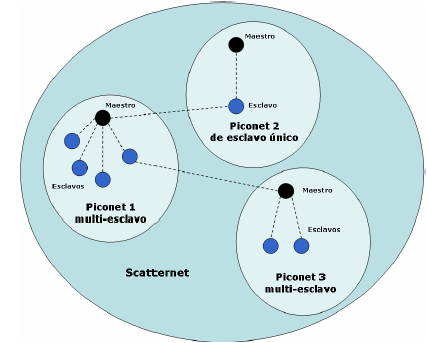 Maestro
Esclavo
Piconet 2
de esclavo único
Maestro
Esclavos
Piconet 1
multi-esclavo
Maestro
Esclavos
Piconet 3
multi-esclavo
Scatternet